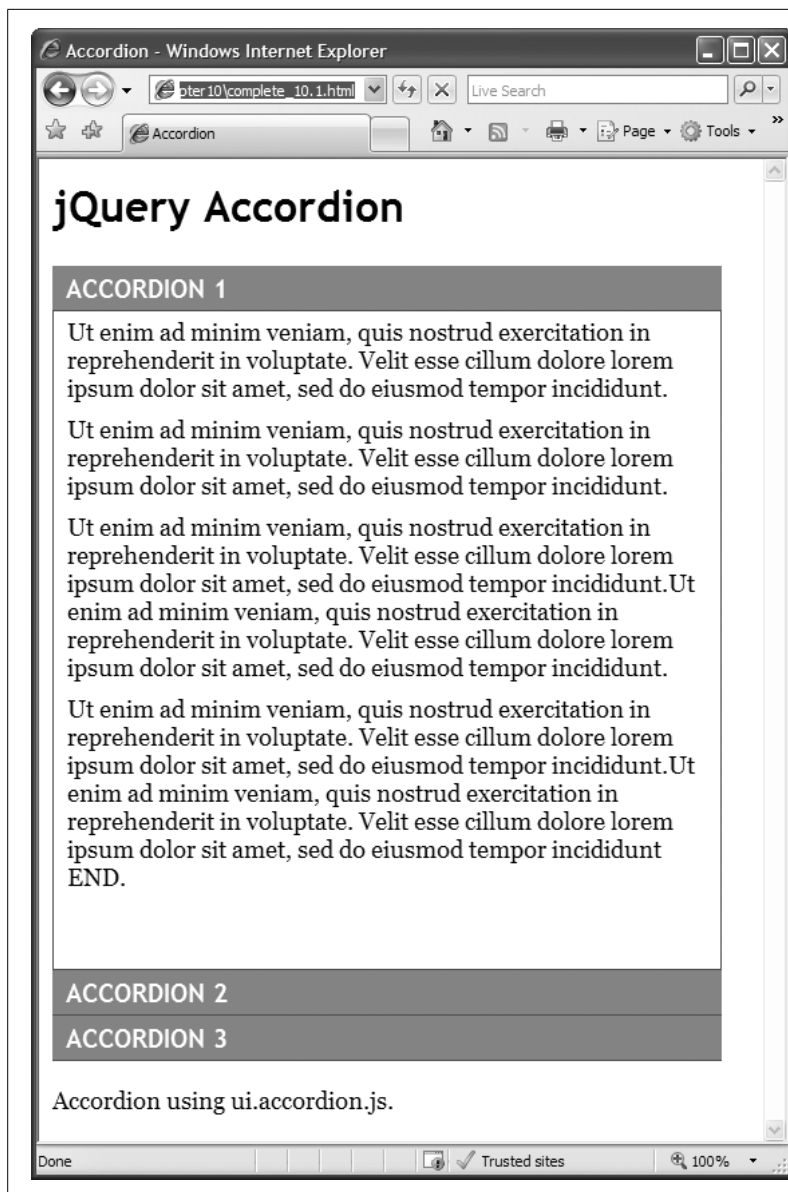 Accordion - Windows Internet Explorer
pter10\complete_10.1.html
Live Search
Accordion
Page
Tools
»
jQuery Accordion
ACCORDION 1
Ut enim ad minim veniam, quis nostrud exercitation in
reprehenderit in voluptate. Velit esse cillum dolore lorem
ipsum dolor sit amet, sed do eiusmod tempor incididunt.
Ut enim ad minim veniam, quis nostrud exercitation in
reprehenderit in voluptate. Velit esse cillum dolore lorem
ipsum dolor sit amet, sed do eiusmod tempor incididunt.
Ut enim ad minim veniam, quis nostrud exercitation in
reprehenderit in voluptate. Velit esse cillum dolore lorem
ipsum dolor sit amet, sed do eiusmod tempor incididunt.Ut
enim ad minim veniam, quis nostrud exercitation in
reprehenderit in voluptate. Velit esse cillum dolore lorem
ipsum dolor sit amet, sed do eiusmod tempor incididunt.
Ut enim ad minim veniam, quis nostrud exercitation in
reprehenderit in voluptate. Velit esse cillum dolore lorem
ipsum dolor sit amet, sed do eiusmod tempor incididunt.Ut
enim ad minim veniam, quis nostrud exercitation in
reprehenderit in voluptate. Velit esse cillum dolore lorem
ipsum dolor sit amet, sed do eiusmod tempor incididunt
END.
ACCORDION 2
ACCORDION 3
Accordion using ui.accordion.js.
Done
Trusted sites
100%